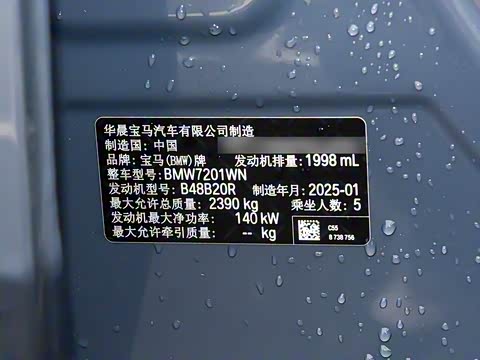 华晨宝马汽车有限公司制造
制造国: 中国
品牌: 宝马(BMW)牌 发动机排量: 1998 mL
整车型号: BMW7201WN
发动机型号: B48B20R 制造年月: 2025-01
最大允许总质量: 2390 kg 乘坐人数: 5
发动机最大净功率: 140 kW
最大允许牵引质量: -- kg
C55
8 738 756